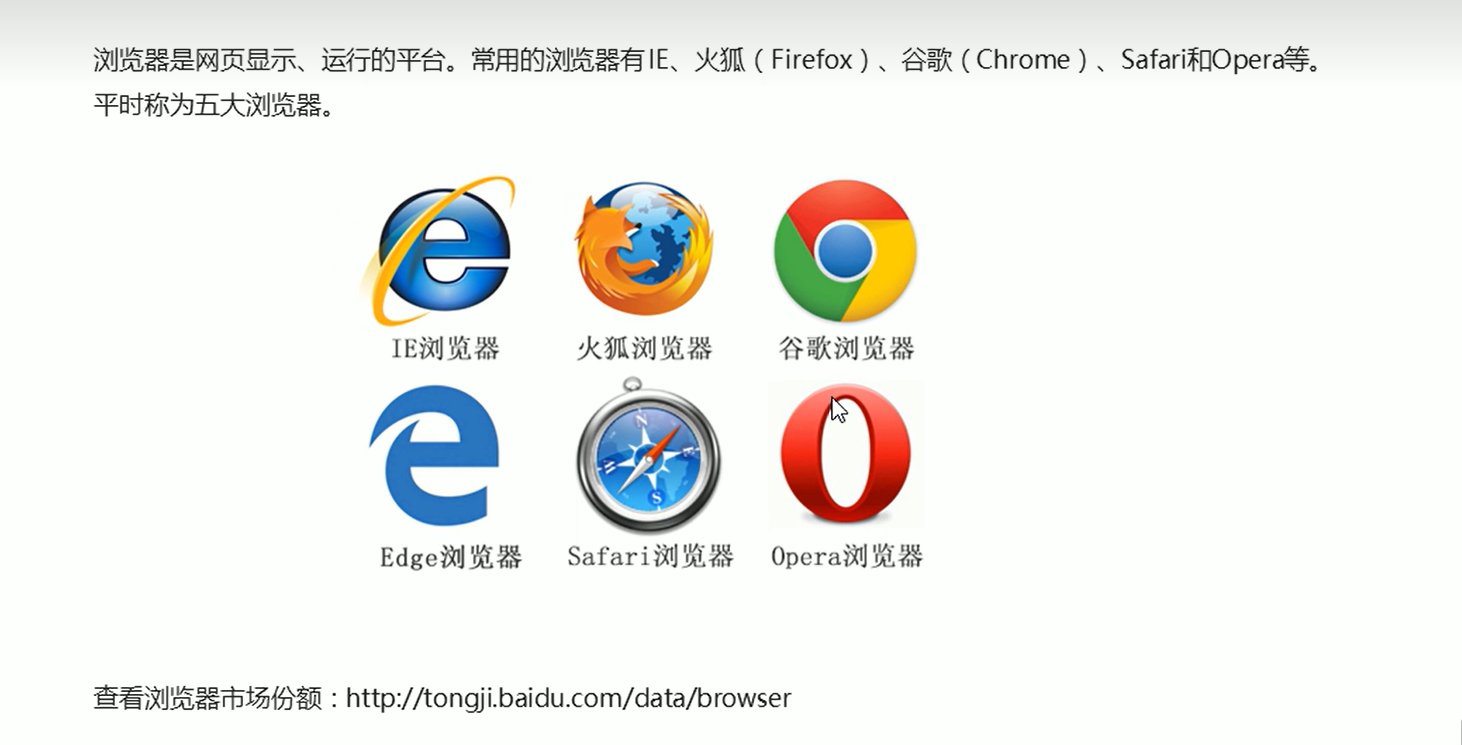 浏览器是网页显示、运行的平台。常用的浏览器有IE、火狐（Firefox）、谷歌（Chrome）、Safari和Opera等。
平时称为五大浏览器。
IE浏览器 火狐浏览器 谷歌浏览器
N E S W
Edge浏览器 Safari浏览器 Opera浏览器
查看浏览器市场份额：http://tongji.baidu.com/data/browser